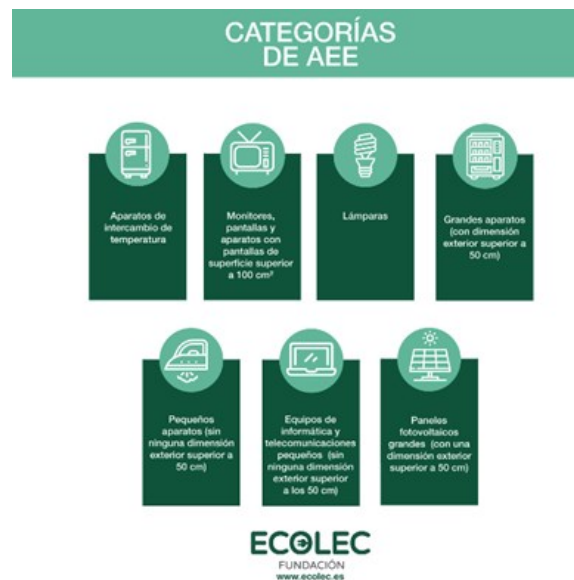 CATEGORÍAS
DE AEE
Aparatos de
intercambio de
temperatura
Monitores,
pantallas y
aparatos con
pantallas de
superficie superior
a 100 cm²
Lámparas
Grandes aparatos
(con dimensión
exterior superior a
50 cm)
Pequeños
aparatos (sin
ninguna dimensión
exterior superior a
50 cm)
Equipos de
informática y
telecomunicaciones
pequeños (sin
ninguna dimensión
exterior superior
a los 50 cm)
Paneles
fotovoltaicos
grandes (con una
dimensión exterior
superior a 50 cm)
ECOLEC
FUNDACIÓN
www.ecolec.es